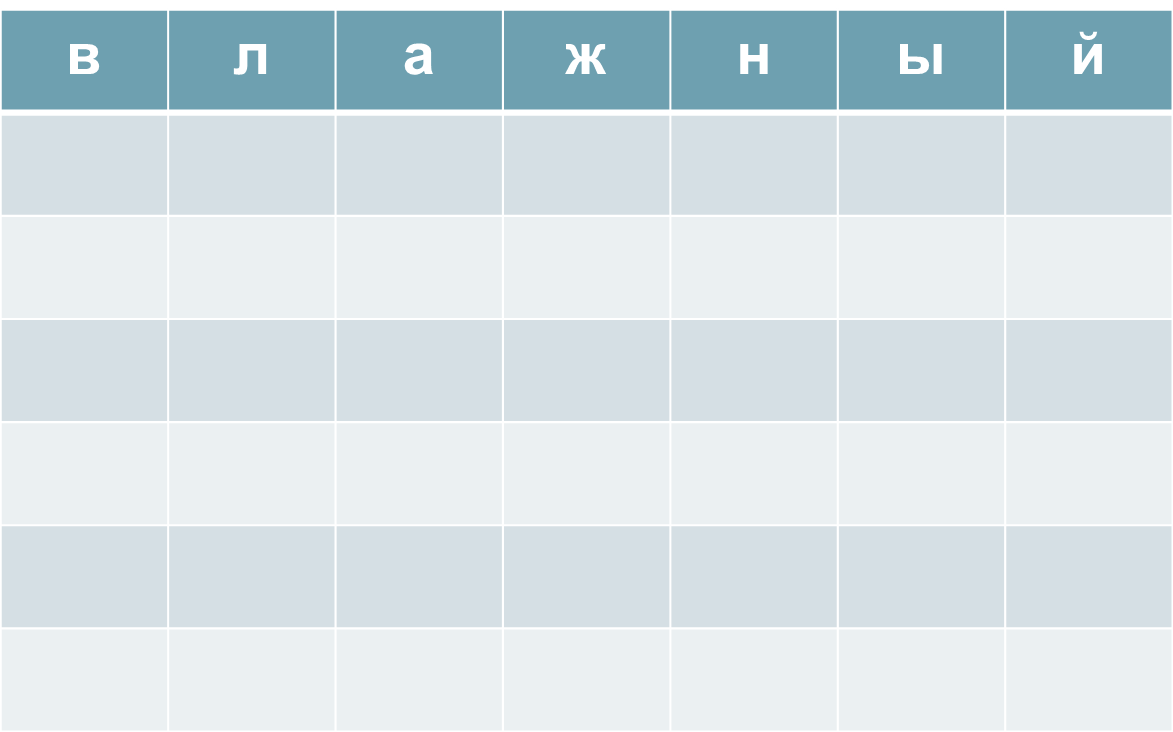 в л а ж н ы й